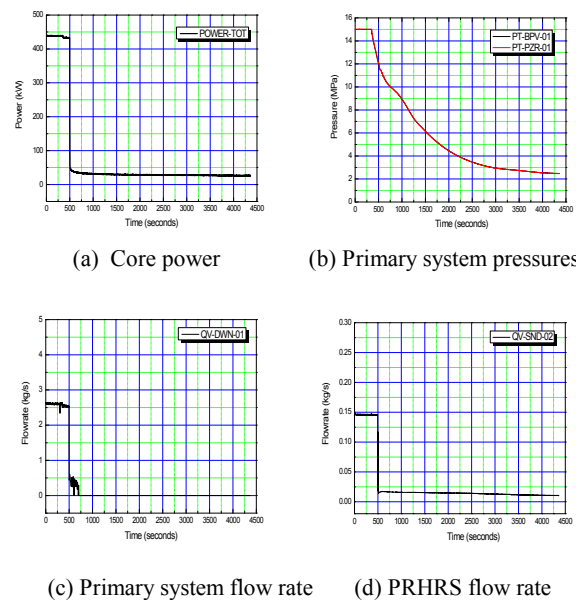 POWER-TOT
Power (kW)
500
400
300
200
100
0
0 500 1000 1500 2000 2500 3000 3500 4000 4500
Time (seconds)
(a) Core power
PT-BPV-01
PT-PZR-01
Pressure (MPa)
16
14
12
10
8
6
4
2
0
0 500 1000 1500 2000 2500 3000 3500 4000 4500
Time (seconds)
(b) Primary system pressures
QV-DWN-01
Flowrate (kg/s)
5
4
3
2
1
0
0 500 1000 1500 2000 2500 3000 3500 4000 4500
Time (seconds)
(c) Primary system flow rate
QV-SND-02
Flowrate (kg/s)
0.30
0.25
0.20
0.15
0.10
0.05
0.00
0 500 1000 1500 2000 2500 3000 3500 4000 4500
Time (seconds)
(d) PRHRS flow rate